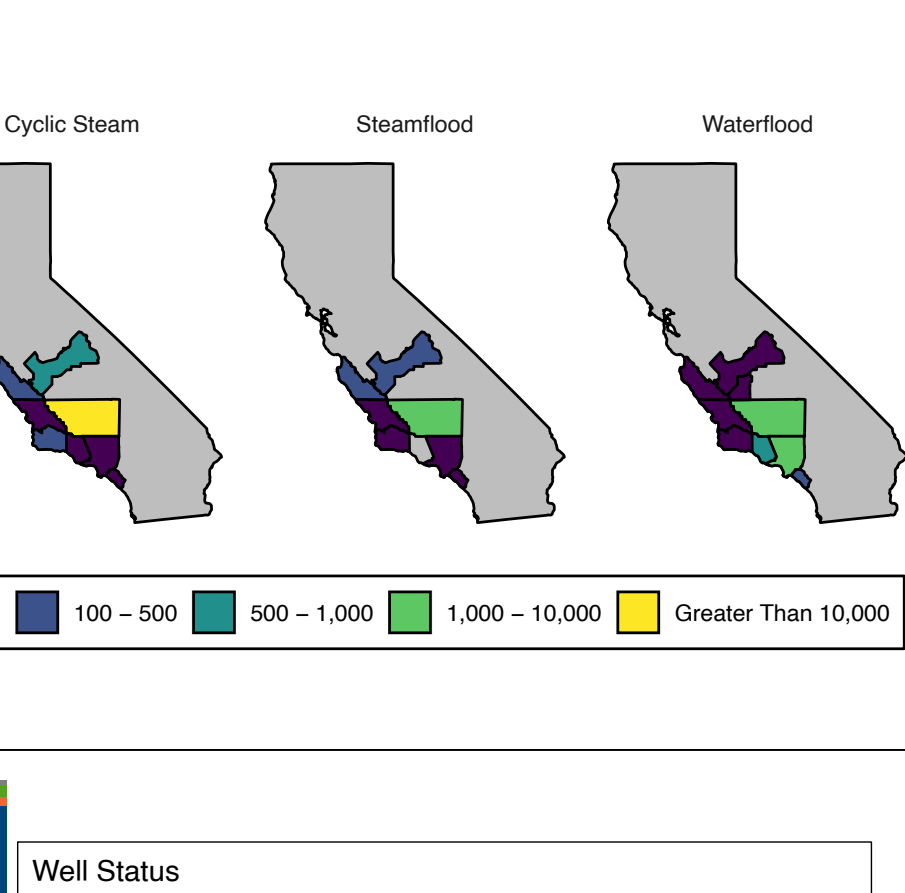 Cyclic Steam Steamflood Waterflood
100 − 500 500 − 1,000 1,000 − 10,000 Greater Than 10,000
Well Status